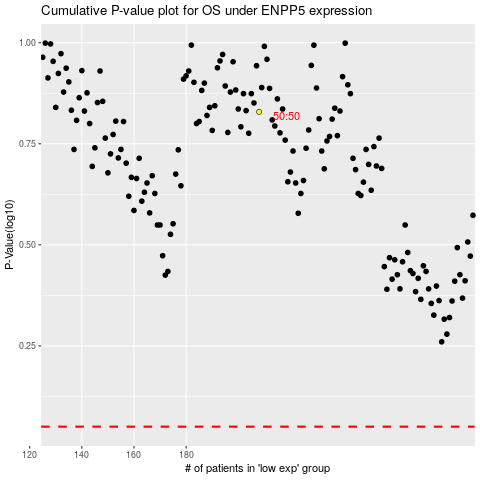 Cumulative P-value plot for OS under ENPP5 expression
P-Value(log10)
1.00
0.75
0.50
0.25
50:50
120 140 160 180
# of patients in 'low exp' group